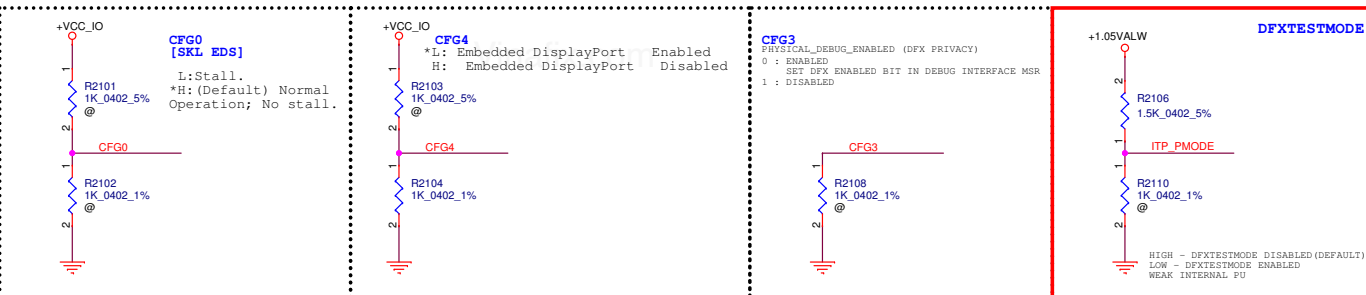 +VCC_IO
CFG0
[SKL EDS]
L:Stall.
*H:(Default) Normal
Operation; No stall.
1
R2101
1K_0402_5%
@
2
CFG0
1
R2102
1K_0402_1%
@
2
+VCC_IO
CFG4
*L: Embedded DisplayPort Enabled
H: Embedded DisplayPort Disabled
1
R2103
1K_0402_5%
@
2
CFG4
1
R2104
1K_0402_1%
2
CFG3
PHYSICAL_DEBUG_ENABLED (DFX PRIVACY)
0 : ENABLED
SET DFX ENABLED BIT IN DEBUG INTERFACE MSR
1 : DISABLED
CFG3
1
R2108
1K_0402_1%
@
2
DFXTESTMODE
+1.05VALW
2
R2106
1.5K_0402_5%
1
ITP_PMODE
1
R2110
1K_0402_1%
@
2
HIGH - DFXTESTMODE DISABLED(DEFAULT)
LOW - DFXTESTMODE ENABLED
WEAK INTERNAL PU